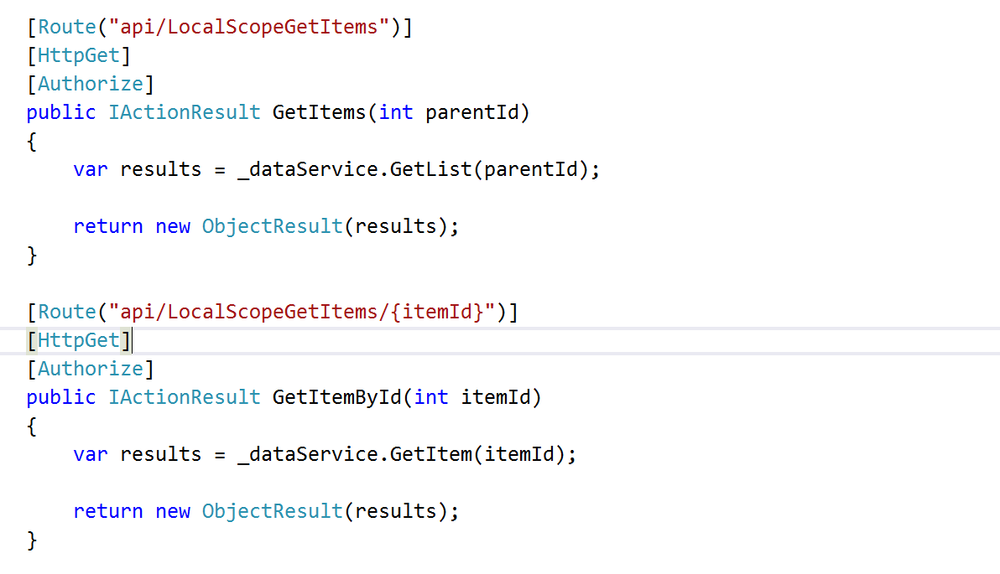 [Route("api/LocalScopeGetItems")]
[HttpGet]
[Authorize]
public IActionResult GetItems(int parentId)
{
    var results = _dataService.GetList(parentId);

    return new ObjectResult(results);
}

[Route("api/LocalScopeGetItems/{itemId}")]
[HttpGet]
[Authorize]
public IActionResult GetItemById(int itemId)
{
    var results = _dataService.GetItem(itemId);

    return new ObjectResult(results);
}